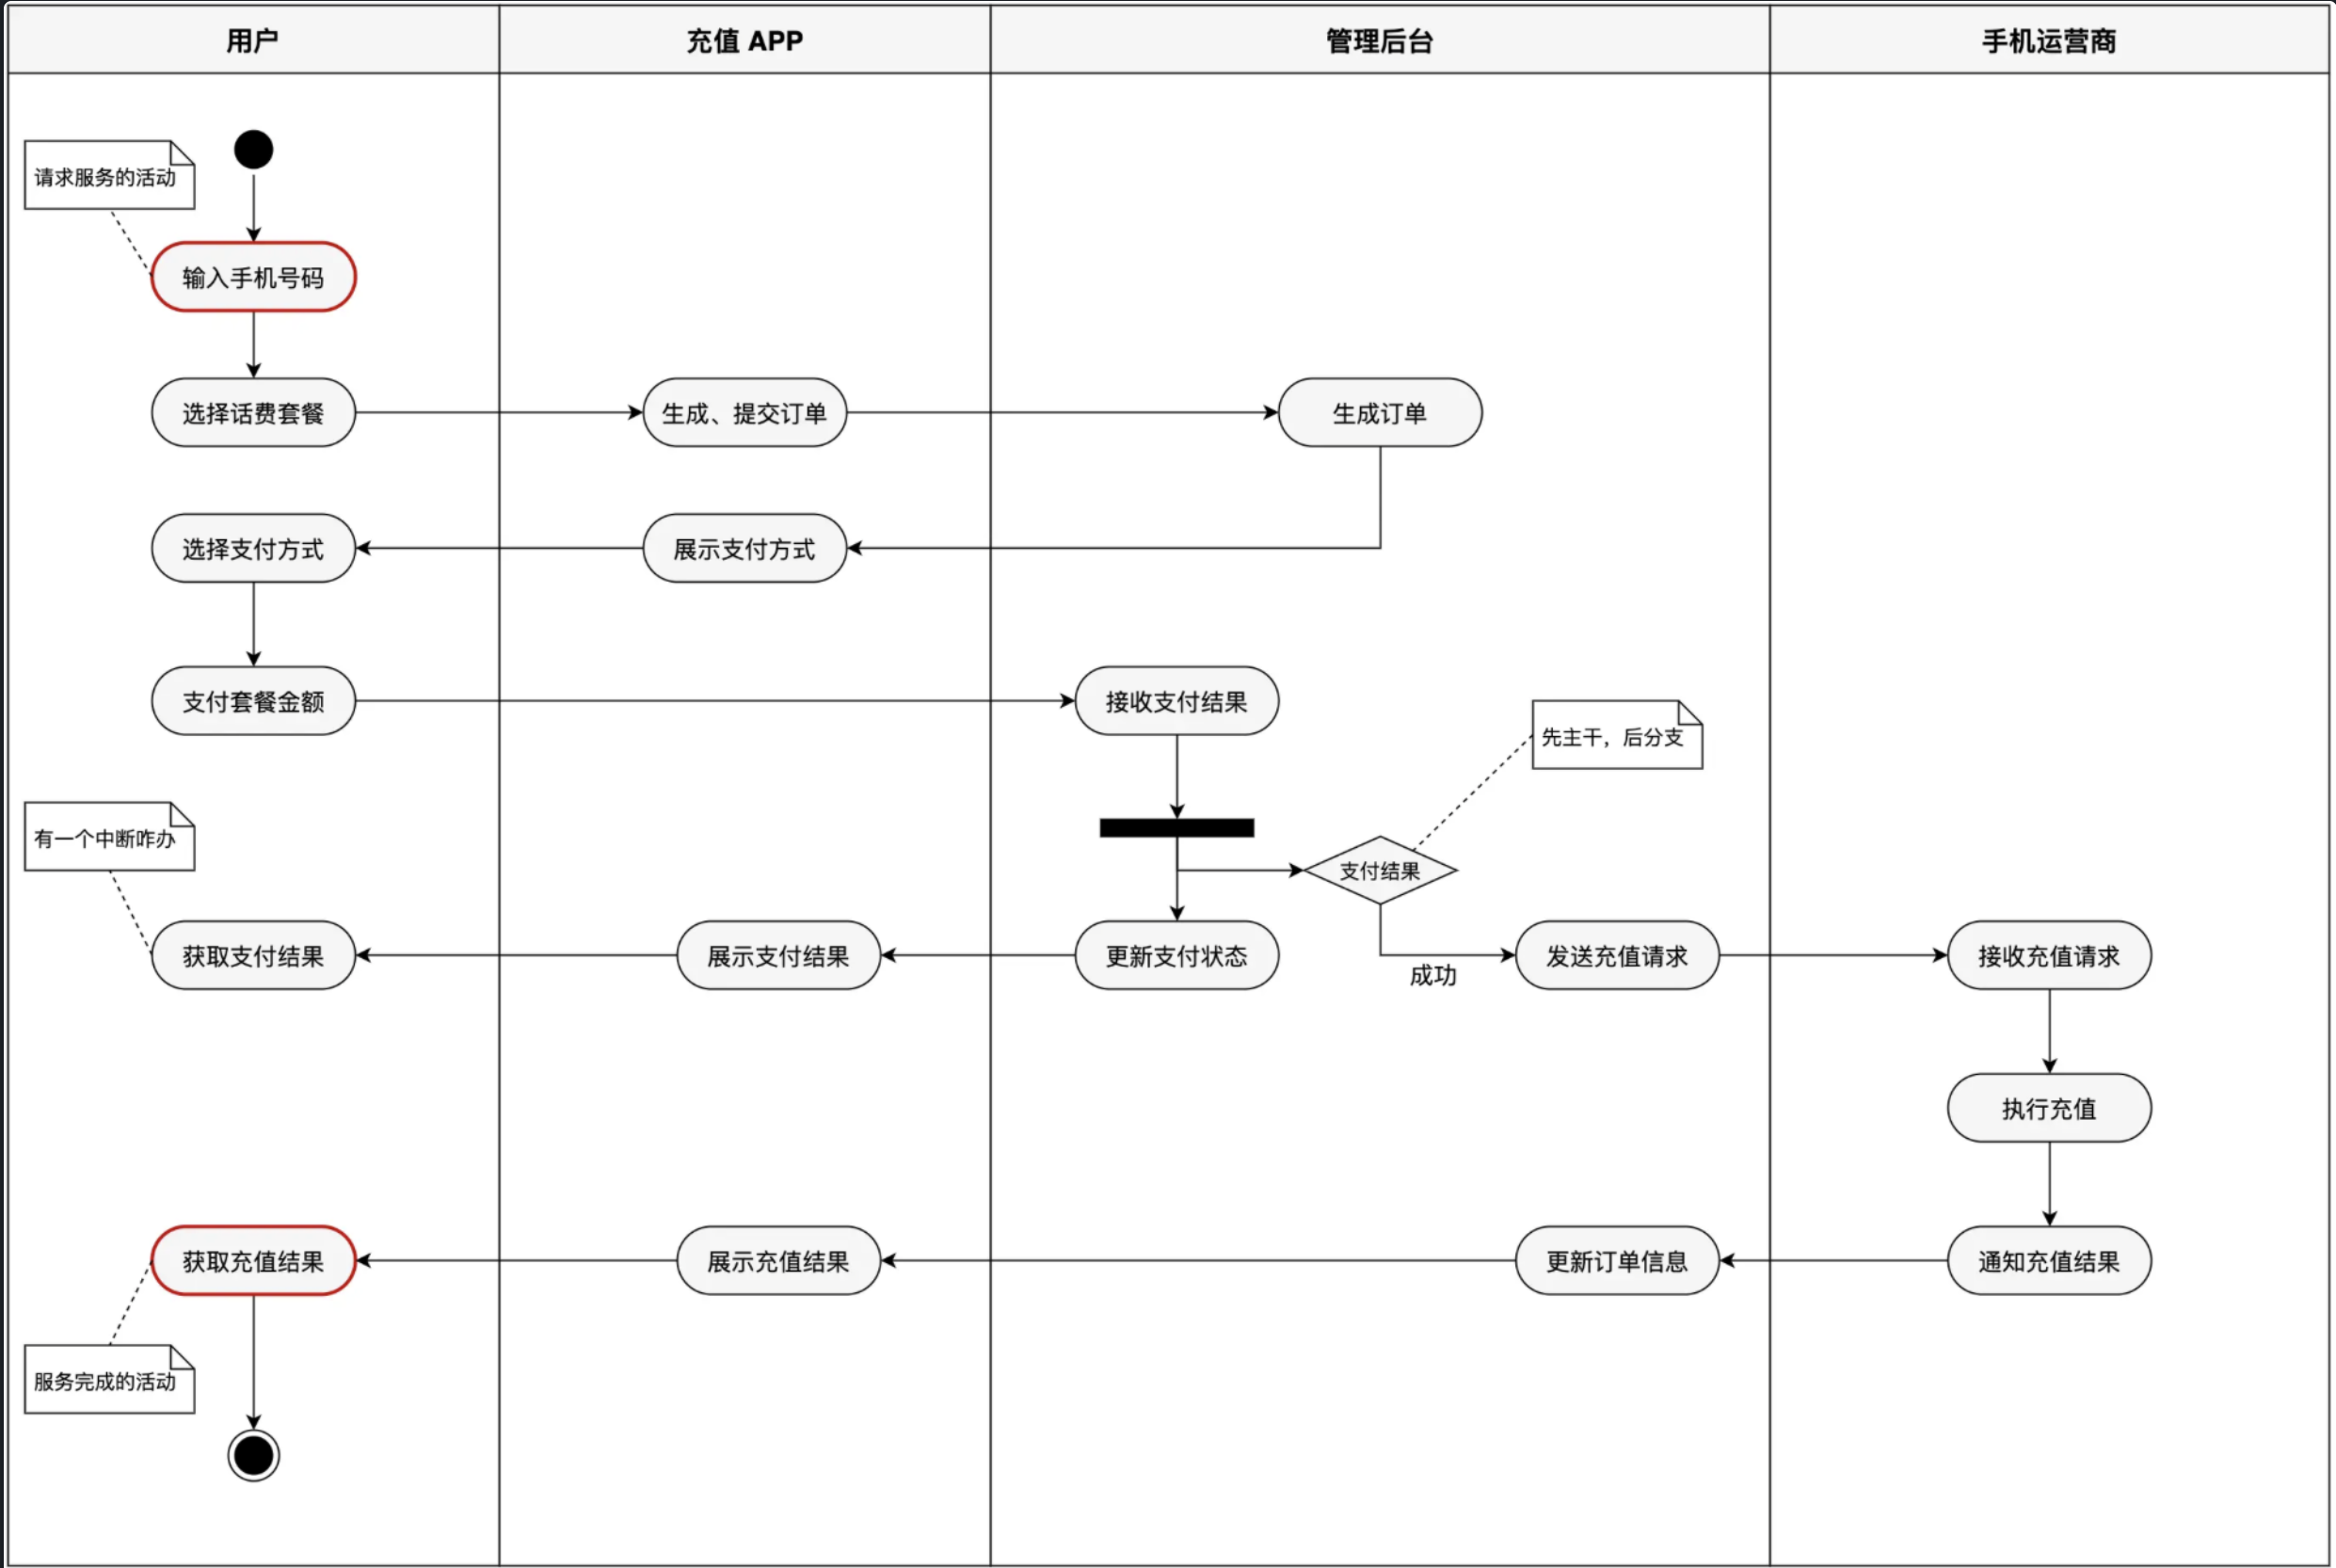 用户
充值 APP
管理后台
手机运营商
请求服务的活动
输入手机号码
选择话费套餐
生成、提交订单
生成订单
选择支付方式
展示支付方式
支付套餐金额
接收支付结果
先主干，后分支
有一个中断咋办
支付结果
获取支付结果
展示支付结果
更新支付状态
成功
发送充值请求
接收充值请求
执行充值
获取充值结果
展示充值结果
更新订单信息
通知充值结果
服务完成的活动